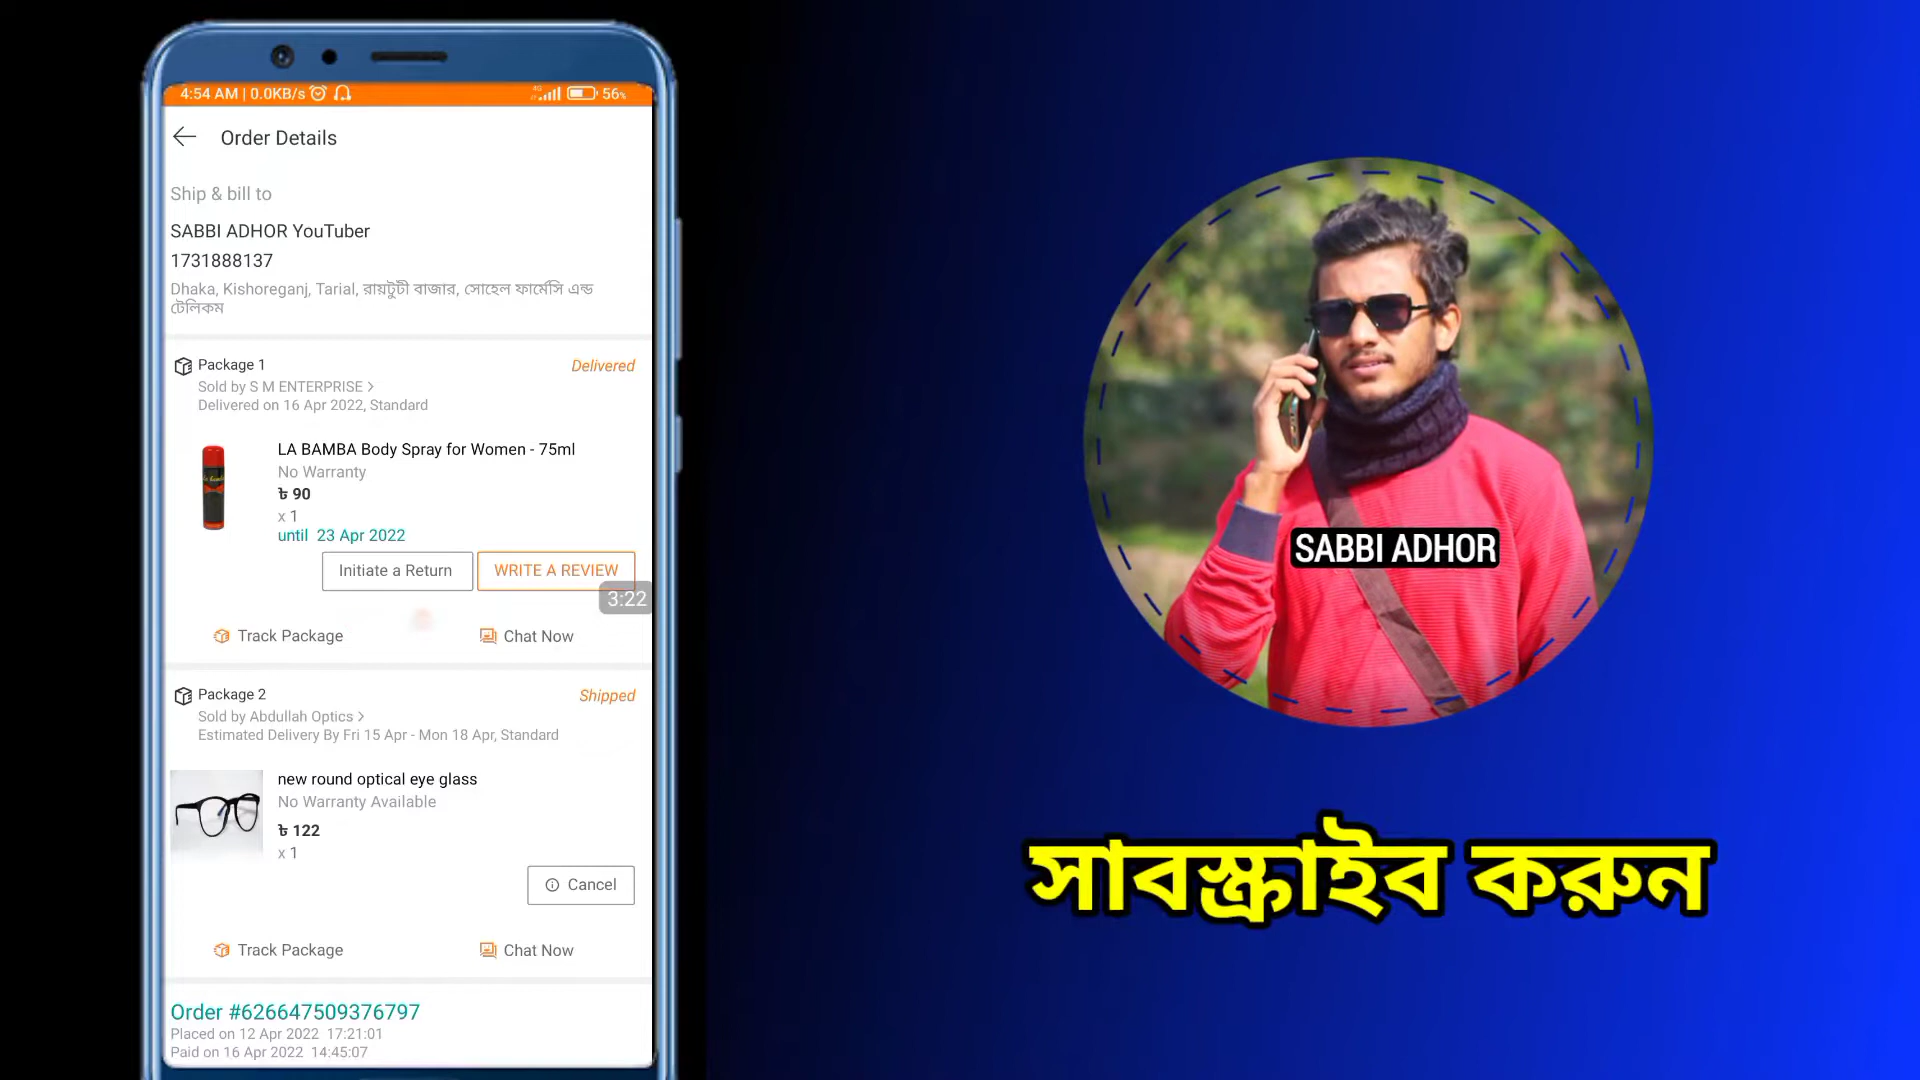 4:54 AM | 0.0KB/s
4G
56%
Order Details
Ship & bill to
SABBI ADHOR YouTuber
1731888137
Dhaka, Kishoreganj, Tarial, রায়টুটী বাজার, সোহেল ফার্মেসি এন্ড
টেলিকম
Package 1
Delivered
Sold by S M ENTERPRISE >
Delivered on 16 Apr 2022, Standard
LA BAMBA Body Spray for Women - 75ml
No Warranty
৳ 90
x 1
until 23 Apr 2022
Initiate a Return
WRITE A REVIEW
3:22
Track Package
Chat Now
Package 2
Shipped
Sold by Abdullah Optics >
Estimated Delivery By Fri 15 Apr - Mon 18 Apr, Standard
new round optical eye glass
No Warranty Available
৳ 122
x 1
Cancel
Track Package
Chat Now
Order #626647509376797
Placed on 12 Apr 2022 17:21:01
Paid on 16 Apr 2022 14:45:07
SABBI ADHOR
সাবস্ক্রাইব করুন